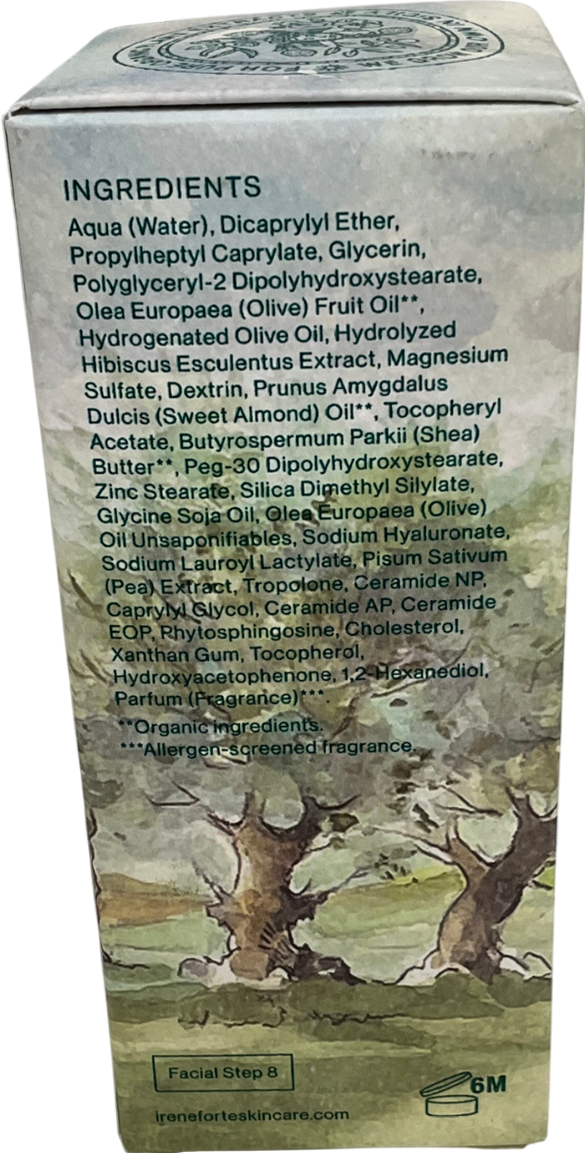 INGREDIENTS
Aqua (Water), Dicaprylyl Ether,
Propylheptyl Caprylate, Glycerin,
Polyglyceryl-2 Dipolyhydroxystearate,
Olea Europaea (Olive) Fruit Oil**,
Hydrogenated Olive Oil, Hydrolyzed
Hibiscus Esculentus Extract, Magnesium
Sulfate, Dextrin, Prunus Amygdalus
Dulcis (Sweet Almond) Oil**, Tocopheryl
Acetate, Butyrospermum Parkii (Shea)
Butter**, Peg-30 Dipolyhydroxystearate,
Zinc Stearate, Silica Dimethyl Silylate,
Glycine Soja Oil, Olea Europaea (Olive)
Oil Unsaponifiables, Sodium Hyaluronate,
Sodium Lauroyl Lactylate, Pisum Sativum
(Pea) Extract, Tropolone, Ceramide NP,
Caprylyl Glycol, Ceramide AP, Ceramide
EOP, Phytosphingosine, Cholesterol,
Xanthan Gum, Tocopherol,
Hydroxyacetophenone, 1,2-Hexanediol,
Parfum (Fragrance)***.
**Organic ingredients.
***Allergen-screened fragrance.
Facial Step 8
6M
ireneforteskincare.com